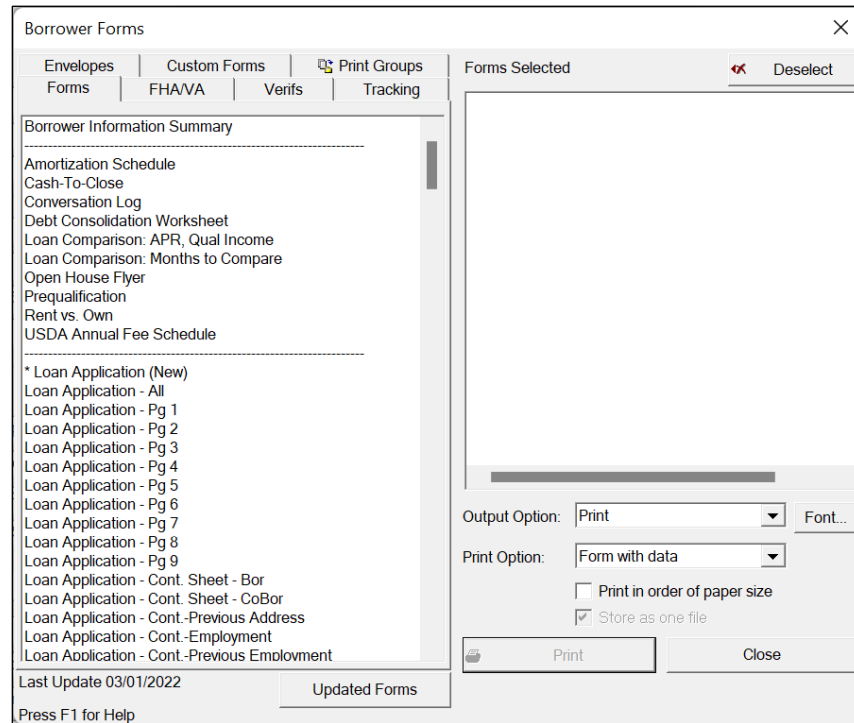 Borrower Forms
Envelopes Custom Forms Print Groups
Forms FHA/VA Verifs Tracking
Borrower Information Summary
--------------------------------------------------------------------------
Amortization Schedule
Cash-To-Close
Conversation Log
Debt Consolidation Worksheet
Loan Comparison: APR, Qual Income
Loan Comparison: Months to Compare
Open House Flyer
Prequalification
Rent vs. Own
USDA Annual Fee Schedule
--------------------------------------------------------------------------
* Loan Application (New)
Loan Application - All
Loan Application - Pg 1
Loan Application - Pg 2
Loan Application - Pg 3
Loan Application - Pg 4
Loan Application - Pg 5
Loan Application - Pg 6
Loan Application - Pg 7
Loan Application - Pg 8
Loan Application - Pg 9
Loan Application - Cont. Sheet - Bor
Loan Application - Cont. Sheet - CoBor
Loan Application - Cont.-Previous Address
Loan Application - Cont.-Employment
Loan Application - Cont.-Previous Employment
Last Update 03/01/2022
Updated Forms
Press F1 for Help
Forms Selected
Deselect
Output Option: Print Font...
Print Option: Form with data
Print in order of paper size
Store as one file
Print Close